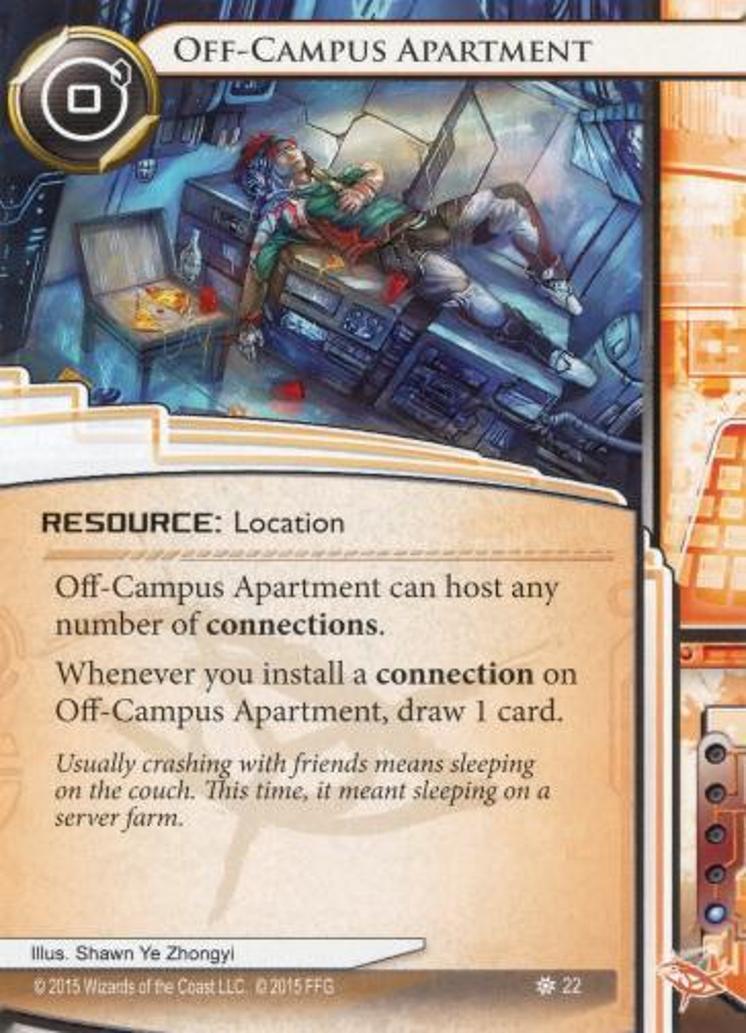 OFF-CAMPUS APARTMENT
RESOURCE: Location
Off-Campus Apartment can host any
number of connections.
Whenever you install a connection on
Off-Campus Apartment, draw 1 card.
Usually crashing with friends means sleeping
on the couch. This time, it meant sleeping on a
server farm.
Illus. Shawn Ye Zhongyi
© 2015 Wizards of the Coast LLC. © 2015 FFG
22